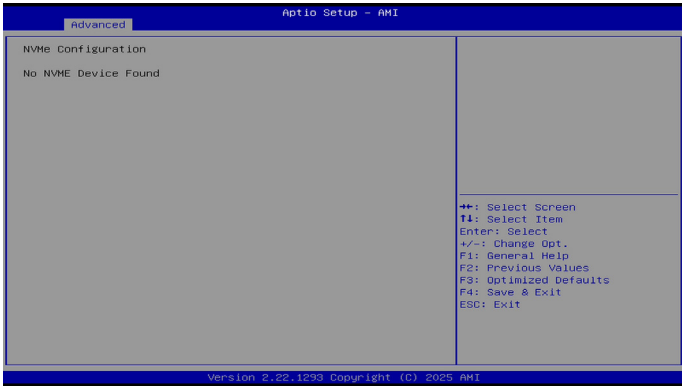 Aptio Setup – AMI
Advanced
NVMe Configuration
No NVME Device Found
→←: Select Screen
↑↓: Select Item
Enter: Select
+/-: Change Opt.
F1: General Help
F2: Previous Values
F3: Optimized Defaults
F4: Save & Exit
ESC: Exit
Version 2.22.1293 Copyright (C) 2025 AMI